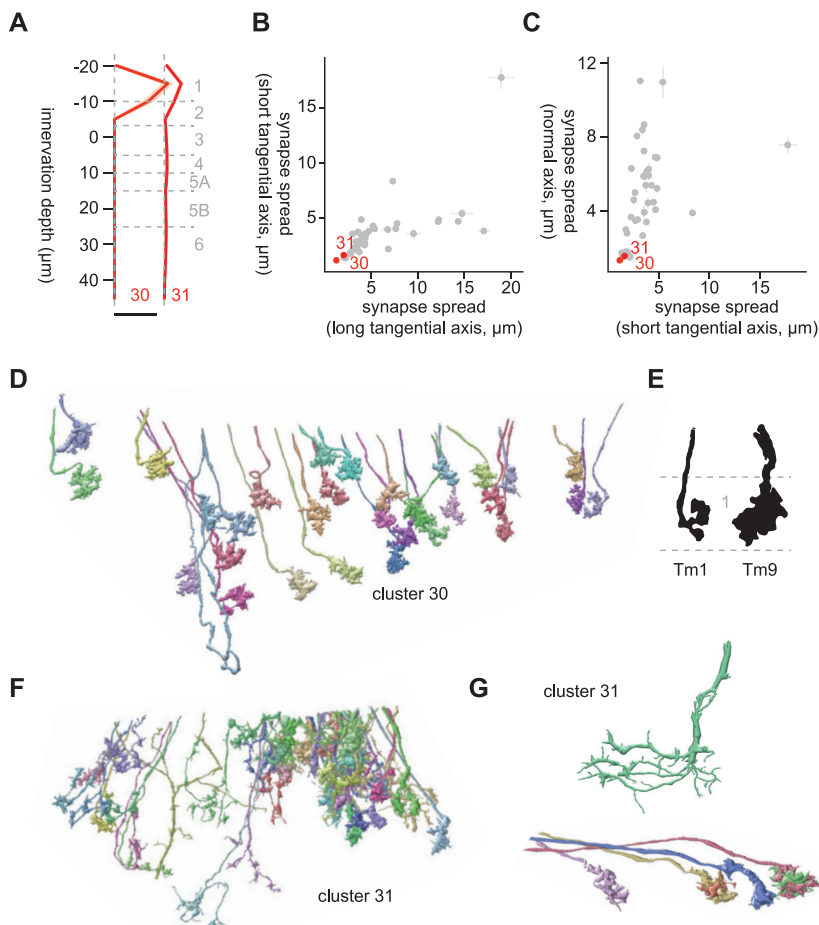 A
-20
-10
0
10
20
30
40
innervation depth (µm)
1
2
3
4
5A
5B
6
30
31
B
synapse spread
(short tangential axis, µm)
15
10
5
31
30
5
10
15
20
synapse spread
(long tangential axis, µm)
C
synapse spread
(normal axis, µm)
12
8
4
31
30
5
10
15
synapse spread
(short tangential axis, µm)
D
cluster 30
E
1
Tm1
Tm9
F
cluster 31
G
cluster 31